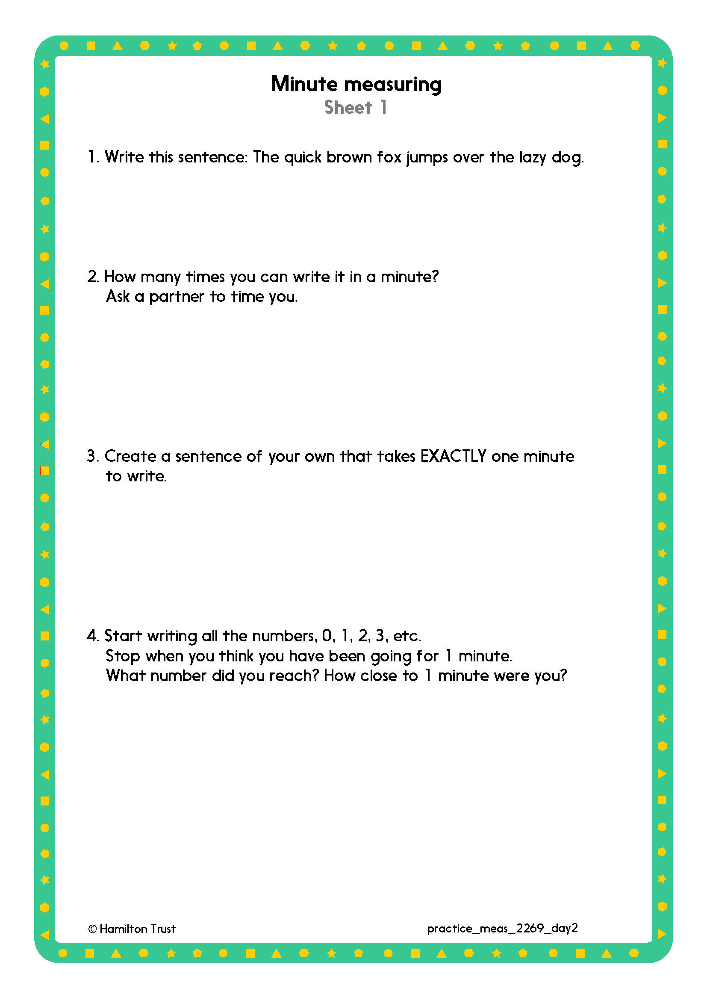 Minute measuring
Sheet 1
1. Write this sentence: The quick brown fox jumps over the lazy dog.
2. How many times you can write it in a minute?
Ask a partner to time you.
3. Create a sentence of your own that takes EXACTLY one minute
to write.
4. Start writing all the numbers, 0, 1, 2, 3, etc.
Stop when you think you have been going for 1 minute.
What number did you reach? How close to 1 minute were you?
© Hamilton Trust
practice_meas_2269_day2